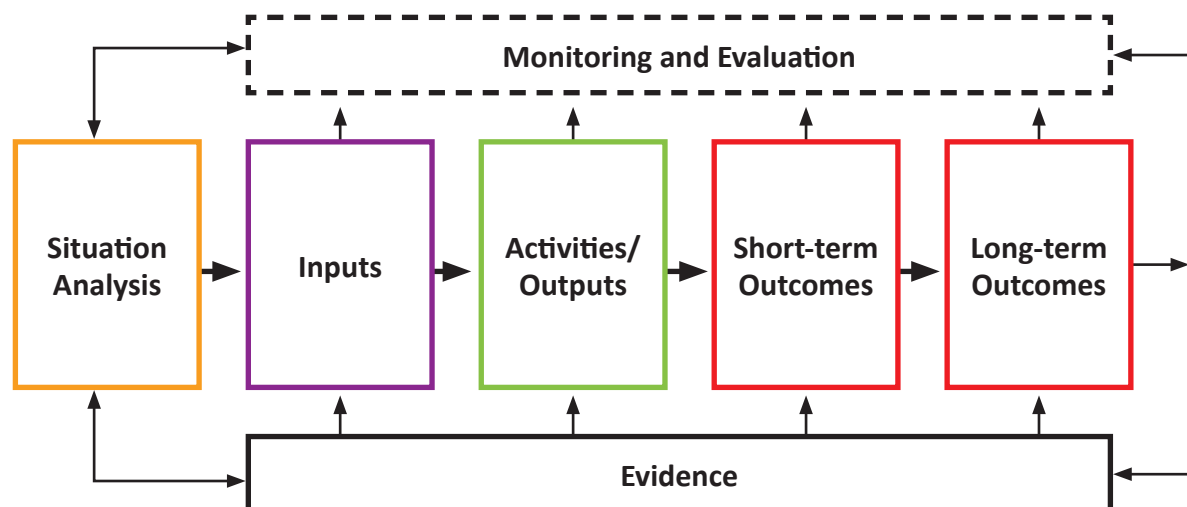 Monitoring and Evaluation
Situation
Analysis
Inputs
Activities/
Outputs
Short-term
Outcomes
Long-term
Outcomes
Evidence